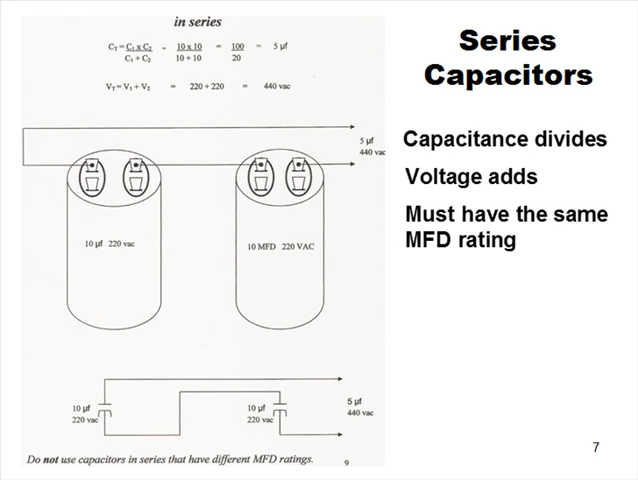 in series
C_T = C_1 x C_2 - 10 x 10 = 100 = 5 µf
C_1 + C_2 10 + 10 20
V_T = V_1 + V_2 = 220 + 220 = 440 vac
5 µf
440 vac
10 µf 220 vac
10 MFD 220 VAC
10 µf
220 vac
10 µf
220 vac
5 µf
440 vac
Do not use capacitors in series that have different MFD ratings.
9
Series
Capacitors
Capacitance divides
Voltage adds
Must have the same
MFD rating
7